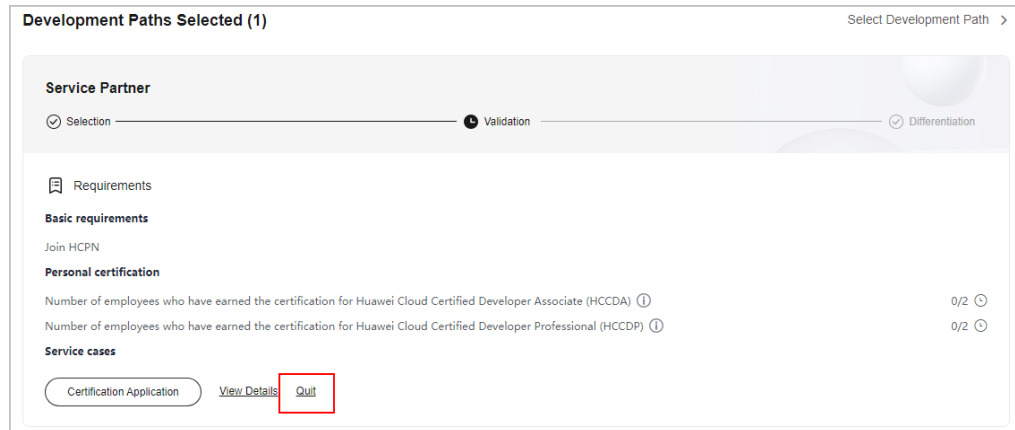 Development Paths Selected (1)
Select Development Path >
Service Partner
Selection
Validation
Differentiation
Requirements
Basic requirements
Join HCPN
Personal certification
Number of employees who have earned the certification for Huawei Cloud Certified Developer Associate (HCCDA)
0/2
Number of employees who have earned the certification for Huawei Cloud Certified Developer Professional (HCCDP)
0/2
Service cases
Certification Application View Details Quit